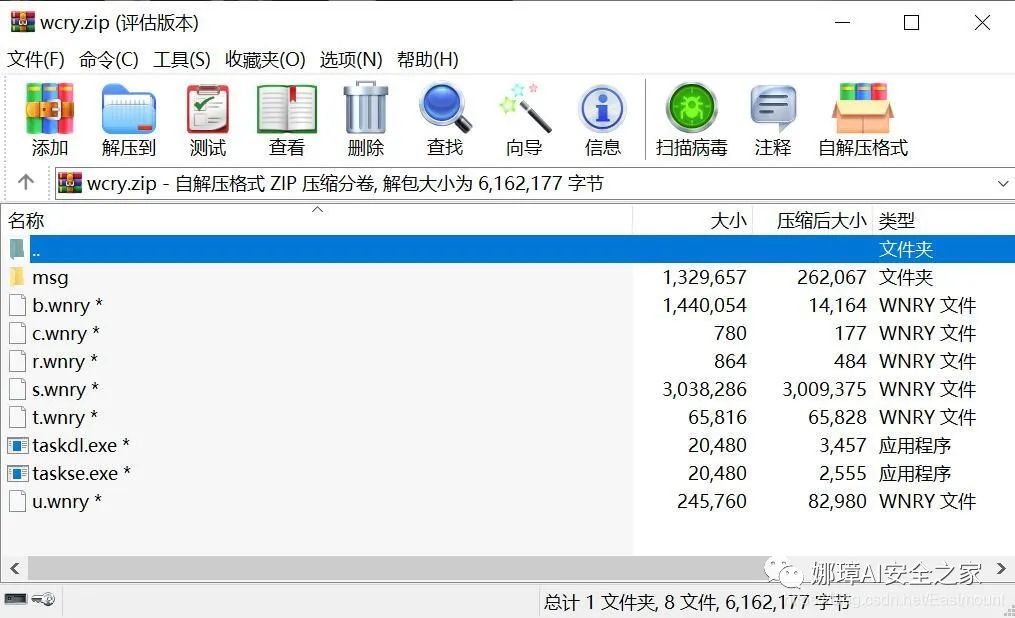 wcry.zip (评估版本)
文件(F) 命令(C) 工具(S) 收藏夹(O) 选项(N) 帮助(H)
添加 解压到 测试 查看 删除 查找 向导 信息 扫描病毒 注释 自解压格式
wcry.zip - 自解压格式 ZIP 压缩分卷, 解包大小为 6,162,177 字节
名称 大小 压缩后大小 类型
.. 文件夹
msg 1,329,657 262,067 文件夹
b.wnry * 1,440,054 14,164 WNRY 文件
c.wnry * 780 177 WNRY 文件
r.wnry * 864 484 WNRY 文件
s.wnry * 3,038,286 3,009,375 WNRY 文件
t.wnry * 65,816 65,828 WNRY 文件
taskdl.exe * 20,480 3,457 应用程序
taskse.exe * 20,480 2,555 应用程序
u.wnry * 245,760 82,980 WNRY 文件
娜璋AI安全之家
总计 1 文件夹, 8 文件, 6,162,177 字节
csdn.net/Eastmount